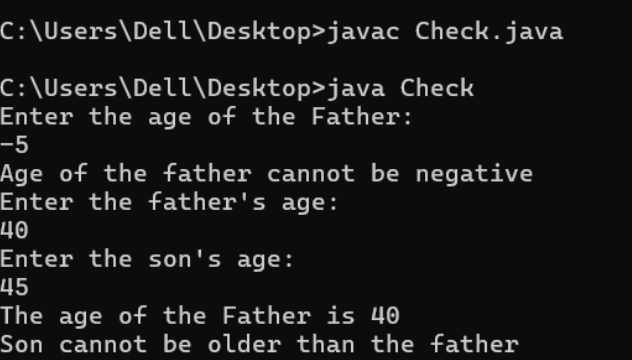 C:\Users\Dell\Desktop>javac Check.java
C:\Users\Dell\Desktop>java Check
Enter the age of the Father:
-5
Age of the father cannot be negative
Enter the father's age:
40
Enter the son's age:
45
The age of the Father is 40
Son cannot be older than the father